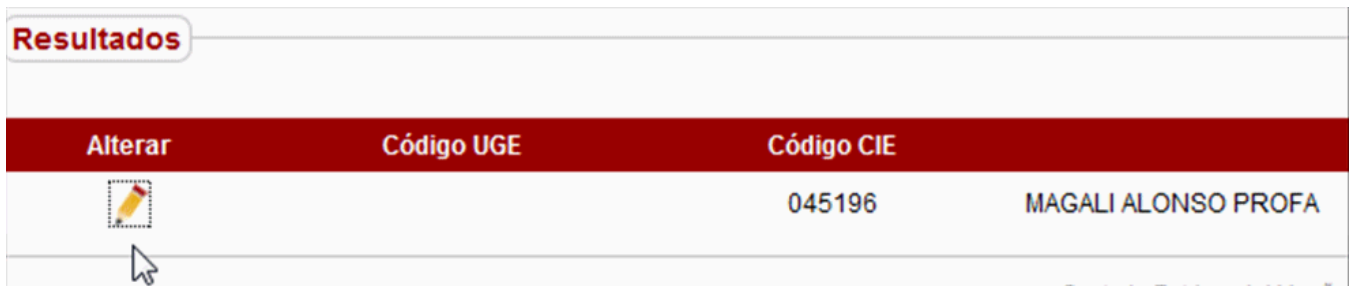 Resultados
Alterar Código UGE Código CIE
045196 MAGALI ALONSO PROFA